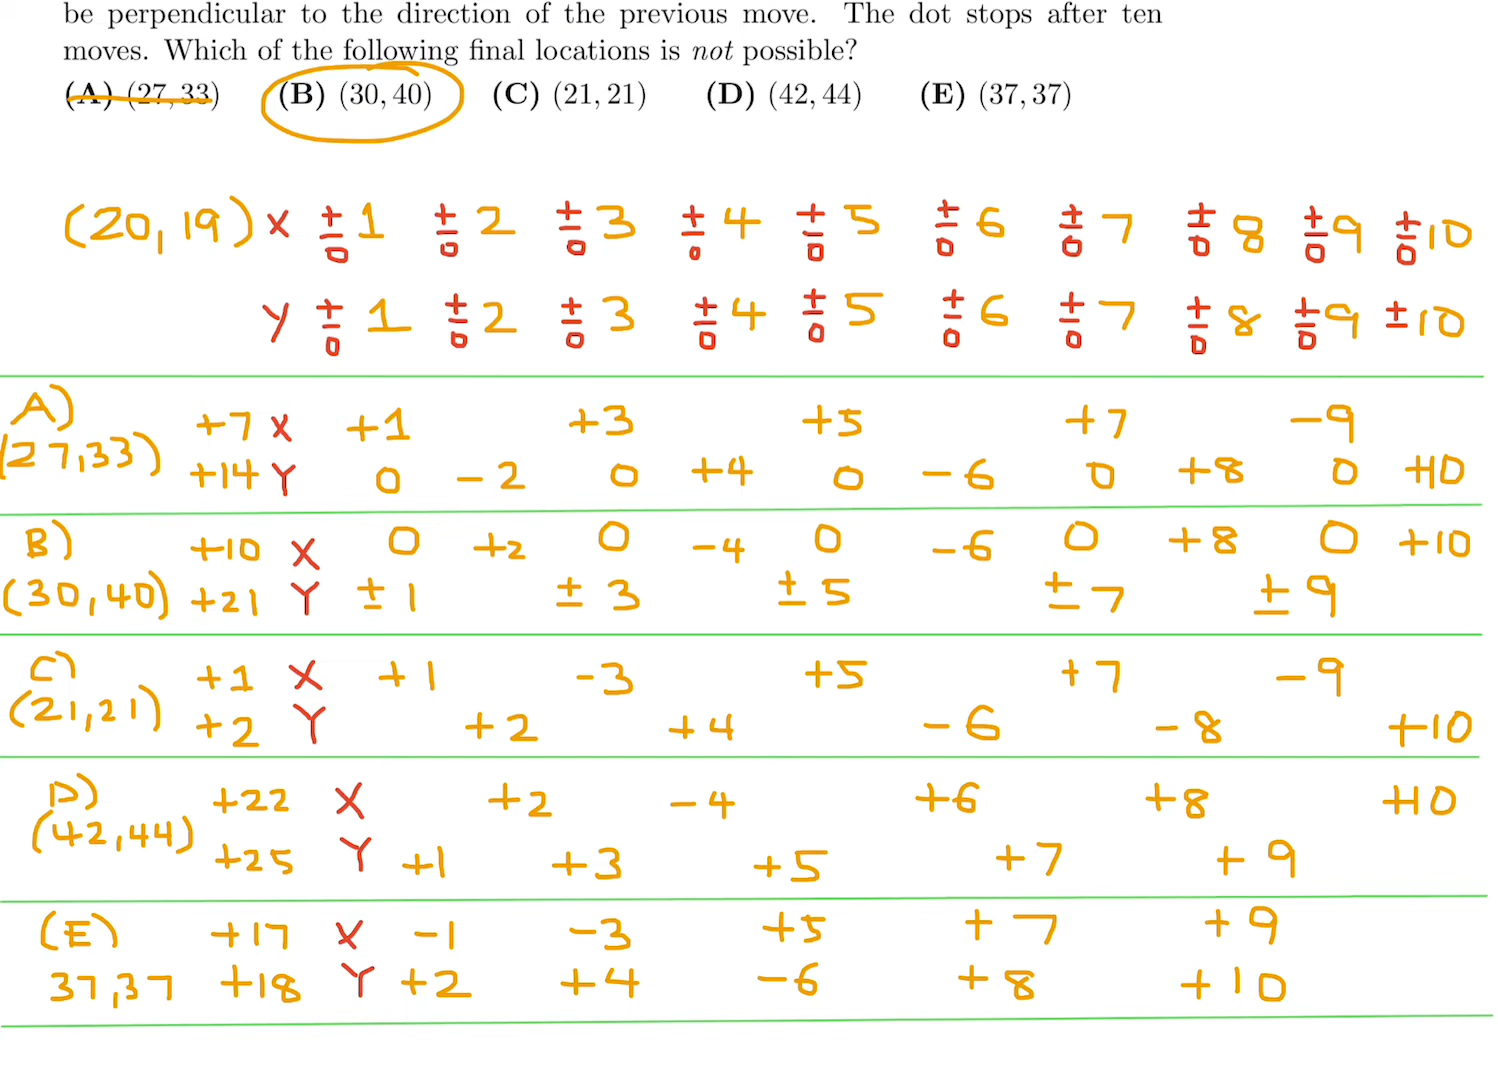 be perpendicular to the direction of the previous move. The dot stops after ten
moves. Which of the following final locations is not possible?
(A) (27, 33) (B) (30, 40) (C) (21, 21) (D) (42, 44) (E) (37, 37)
(20, 19) X ±0 1 ±0 2 ±0 3 ±0 4 ±0 5 ±0 6 ±0 7 ±0 8 ±0 9 ±0 10
Y ±0 1 ±0 2 ±0 3 ±0 4 ±0 5 ±0 6 ±0 7 ±0 8 ±0 9 ±10
A) +7 X +1 +3 +5 +7 -9
(27,33) +14 Y 0 -2 0 +4 0 -6 0 +8 0 +10
B) +10 X 0 +2 0 -4 0 -6 0 +8 0 +10
(30,40) +21 Y ±1 ±3 ±5 ±7 ±9
C) +1 X +1 -3 +5 +7 -9
(21,21) +2 Y +2 +4 -6 -8 +10
D) +22 X +2 -4 +6 +8 +10
(42,44) +25 Y +1 +3 +5 +7 +9
(E) +17 X -1 -3 +5 +7 +9
37,37 +18 Y +2 +4 -6 +8 +10